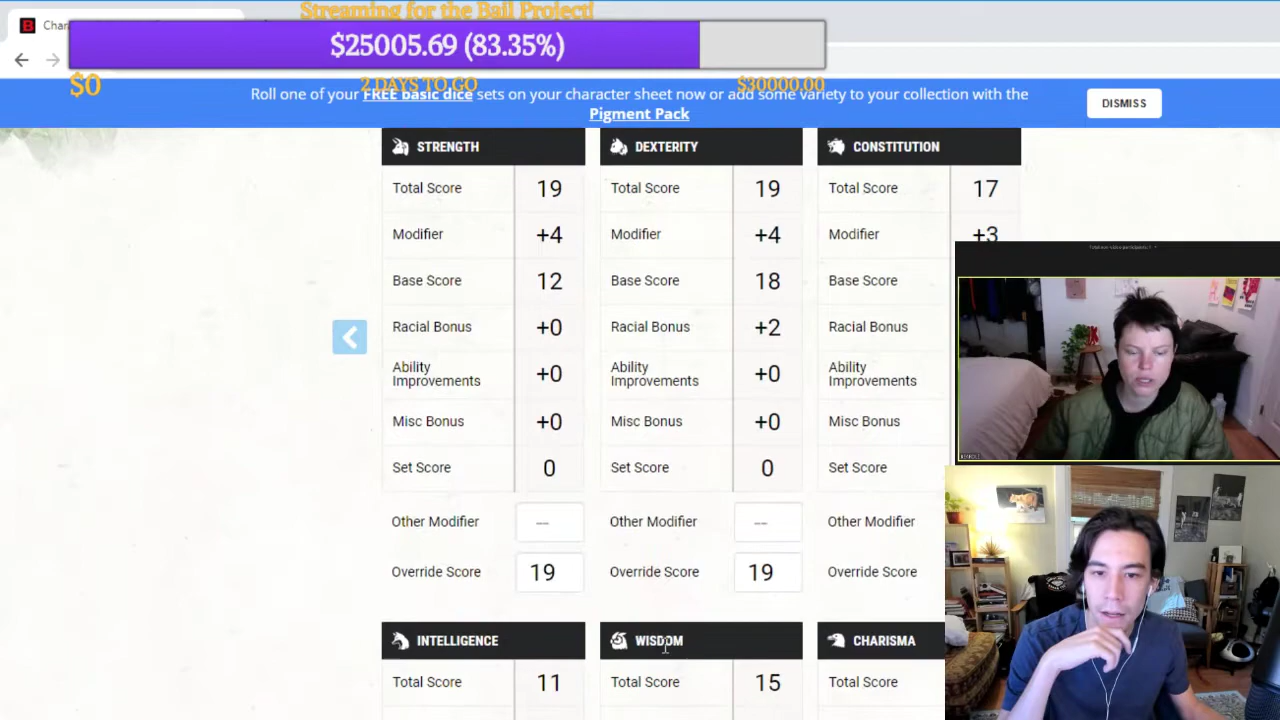 Streaming for the Bail Project!
Char
$25005.69 (83.35%)
$0
2 DAYS TO GO
$30000.00
Roll one of your FREE basic dice sets on your character sheet now or add some variety to your collection with the
Pigment Pack
DISMISS
STRENGTH
Total Score 19
Modifier +4
Base Score 12
Racial Bonus +0
Ability
Improvements +0
Misc Bonus +0
Set Score 0
Other Modifier --
Override Score 19
DEXTERITY
Total Score 19
Modifier +4
Base Score 18
Racial Bonus +2
Ability
Improvements +0
Misc Bonus +0
Set Score 0
Other Modifier --
Override Score 19
CONSTITUTION
Total Score 17
Modifier +3
Base Score
Racial Bonus
Ability
Improvements
Misc Bonus
Set Score
Other Modifier
Override Score
INTELLIGENCE
Total Score 11
WISDOM
Total Score 15
CHARISMA
Total Score